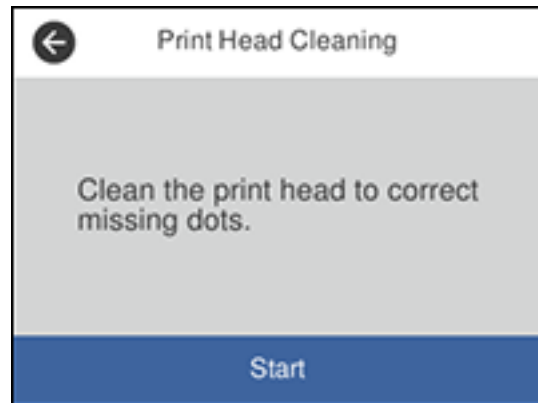 Print Head Cleaning
Clean the print head to correct
missing dots.
Start